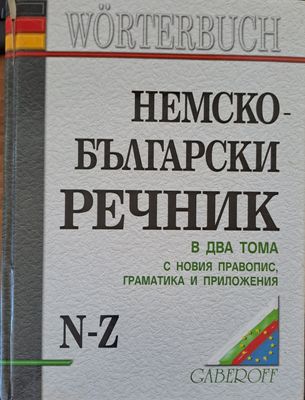 WÖRTERBUCH
НЕМСКО-
БЪЛГАРСКИ
РЕЧНИК
В ДВА ТОМА
С НОВИЯ ПРАВОПИС,
ГРАМАТИКА И ПРИЛОЖЕНИЯ
N-Z
GABEROFF